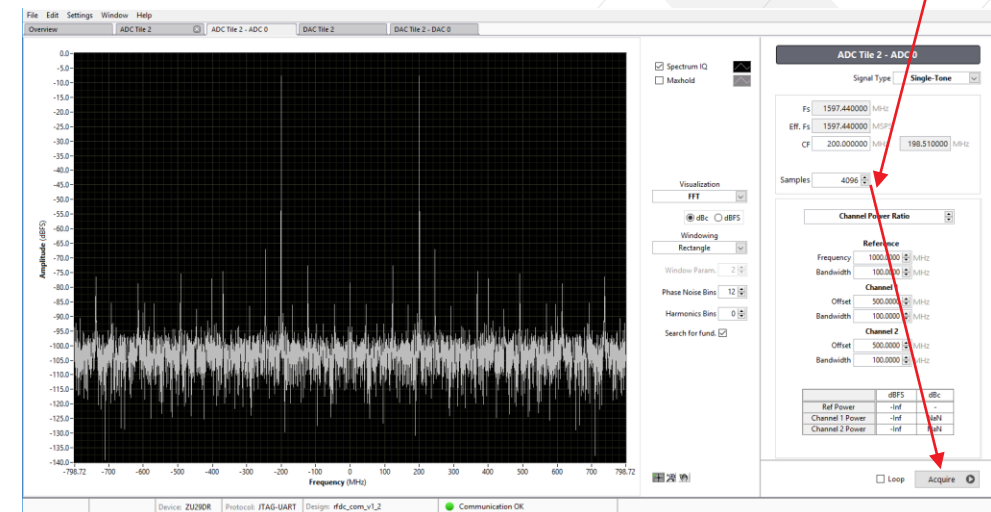 File Edit Settings Window Help
Overview ADC Tile 2 ADC Tile 2 - ADC 0 DAC Tile 2 DAC Tile 2 - DAC 0
0.0
-5.0
-10.0
-15.0
-20.0
-25.0
-30.0
-35.0
-40.0
-45.0
-50.0
-55.0
-60.0
-65.0
-70.0
-75.0
-80.0
-85.0
-90.0
-95.0
-100.0
-105.0
-110.0
-115.0
-120.0
-125.0
-130.0
-135.0
-140.0
Amplitude (dBFS)
-798.72 -700 -600 -500 -400 -300 -200 -100 0 100 200 300 400 500 600 700 798.72
Frequency (MHz)
Spectrum IQ
Maxhold
Visualization
FFT
dBc dBFS
Windowing
Rectangle
Window Param. 2
Phase Noise Bins 12
Harmonics Bins 0
Search for fund.
ADC Tile 2 - ADC 0
Signal Type Single-Tone
Fs 1597.440000 MHz
Eff. Fs 1597.440000 MSPS
CF 200.000000 MHz 198.510000 MHz
Samples 4096
Channel Power Ratio
Reference
Frequency 1000.0000 MHz
Bandwidth 100.0000 MHz
Channel 1
Offset 500.0000 MHz
Bandwidth 100.0000 MHz
Channel 2
Offset 500.0000 MHz
Bandwidth 100.0000 MHz
dBFS dBc
Ref Power -Inf -
Channel 1 Power -Inf NaN
Channel 2 Power -Inf NaN
Loop Acquire
Device: ZU29DR Protocol: JTAG-UART Design: rfdc_com_v1_2 Communication OK